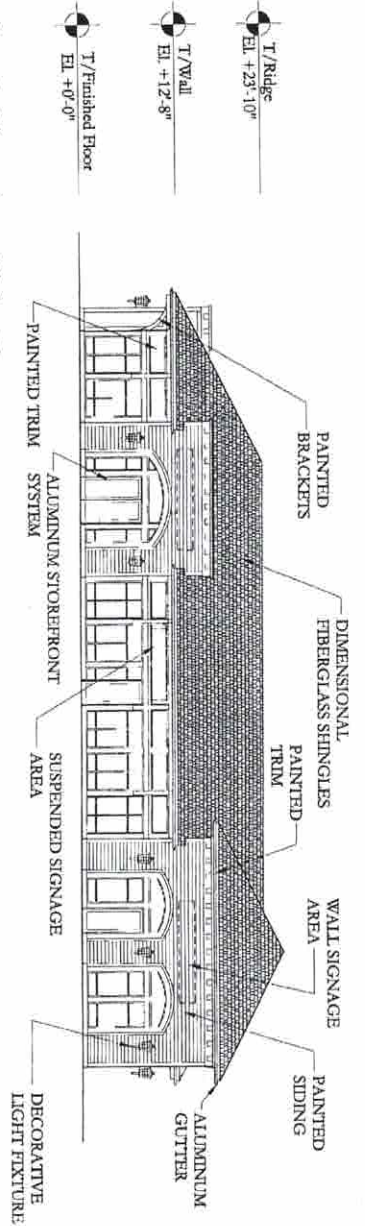 T/Ridge
El. +23'-10"
T/Wall
El. +12'-8"
T/Finished Floor
El. +0'-0"
PAINTED
BRACKETS
DIMENSIONAL
FIBERGLASS SHINGLES
PAINTED
TRIM
WALL SIGNAGE
AREA
PAINTED
SIDING
PAINTED TRIM
ALUMINUM STOREFRONT
SYSTEM
SUSPENDED SIGNAGE
AREA
ALUMINUM
GUTTER
DECORATIVE
LIGHT FIXTURE